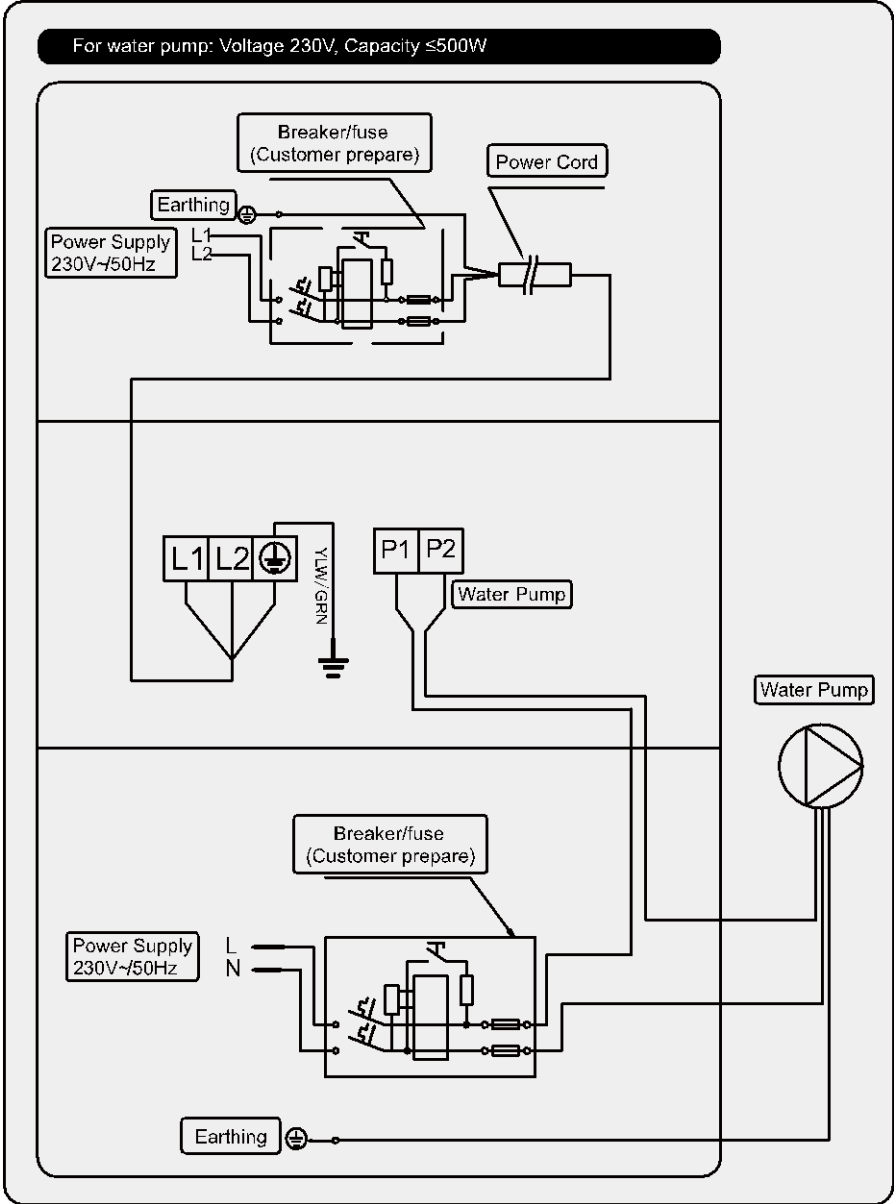 For water pump: Voltage 230V, Capacity ≤500W
Breaker/fuse
(Customer prepare)
Power Cord
Earthing
Power Supply
230V~/50Hz
L1
L2
L1 L2
YLW/GRN
P1 P2
Water Pump
Water Pump
Breaker/fuse
(Customer prepare)
Power Supply
230V~/50Hz
L
N
Earthing